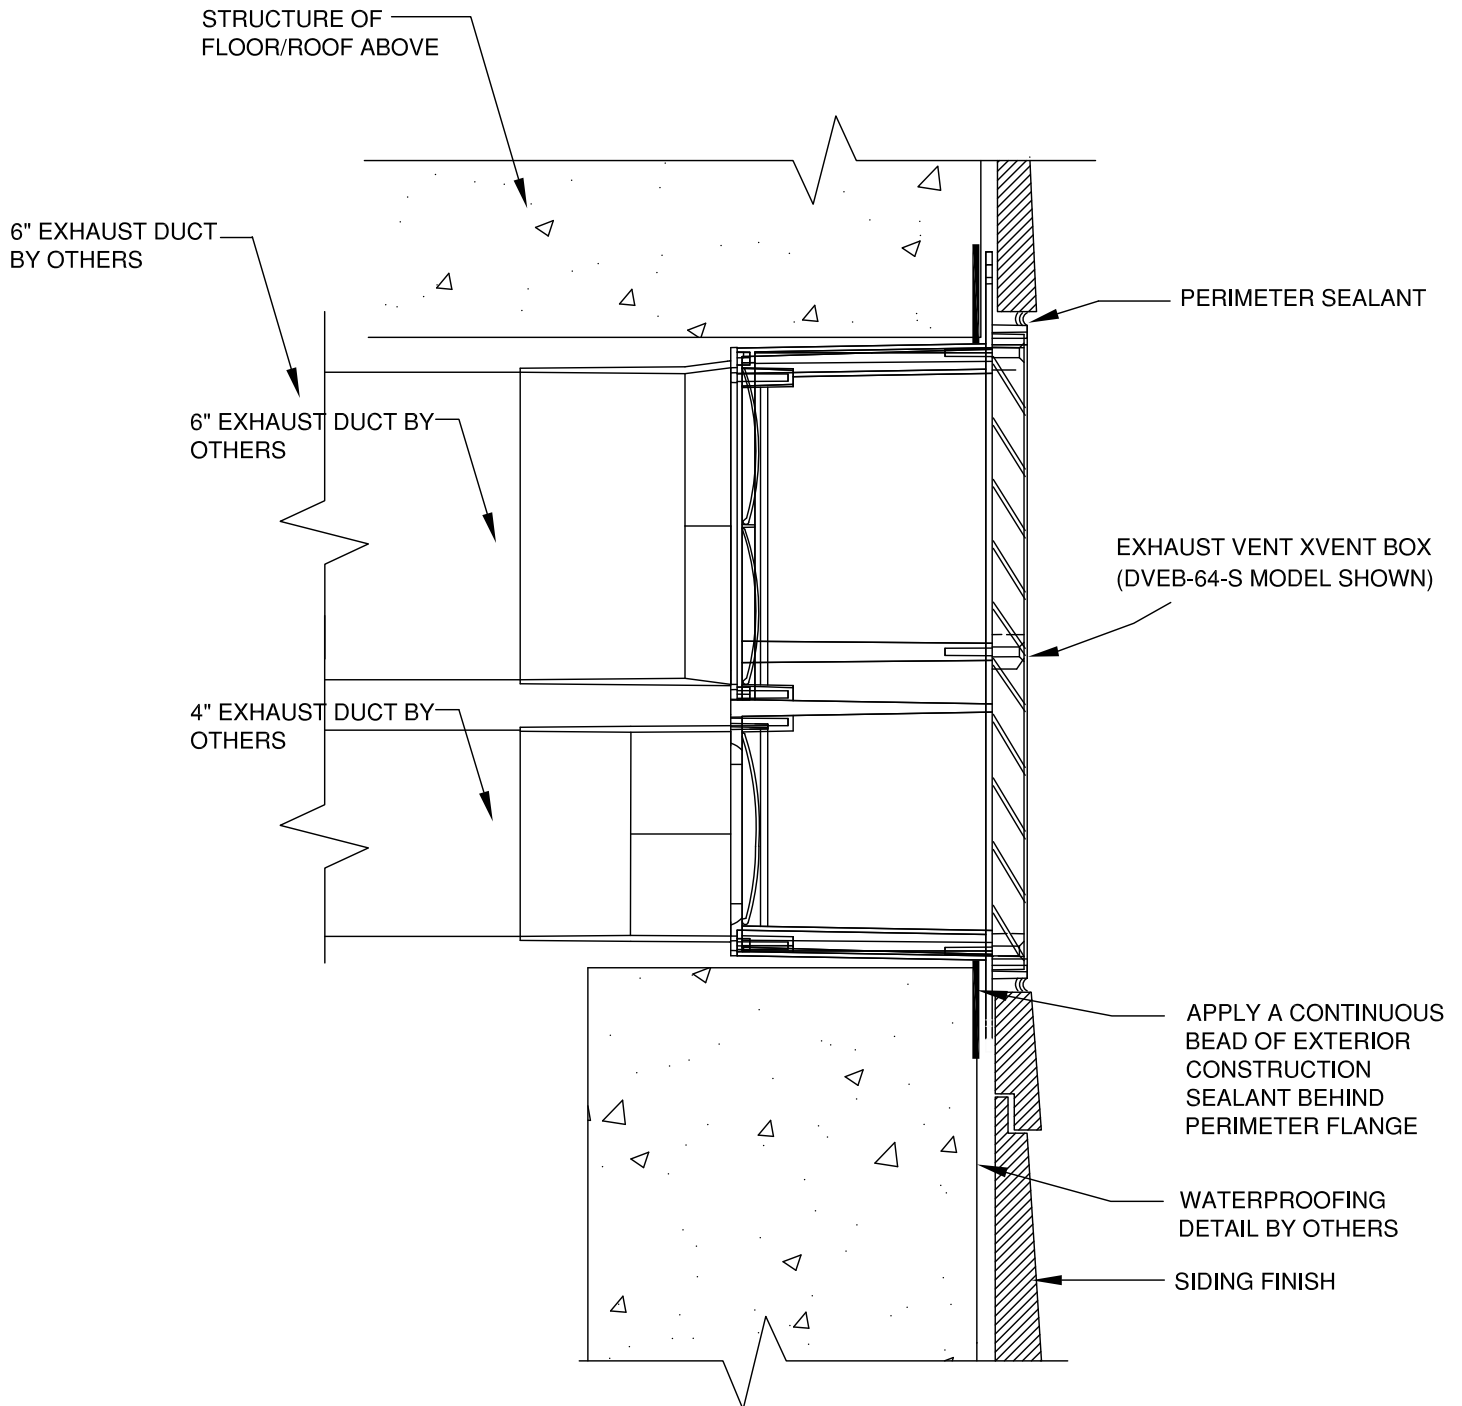 STRUCTURE OF
FLOOR/ROOF ABOVE
6" EXHAUST DUCT
BY OTHERS
PERIMETER SEALANT
6" EXHAUST DUCT BY
OTHERS
EXHAUST VENT XVENT BOX
(DVEB-64-S MODEL SHOWN)
4" EXHAUST DUCT BY
OTHERS
APPLY A CONTINUOUS
BEAD OF EXTERIOR
CONSTRUCTION
SEALANT BEHIND
PERIMETER FLANGE
WATERPROOFING
DETAIL BY OTHERS
SIDING FINISH